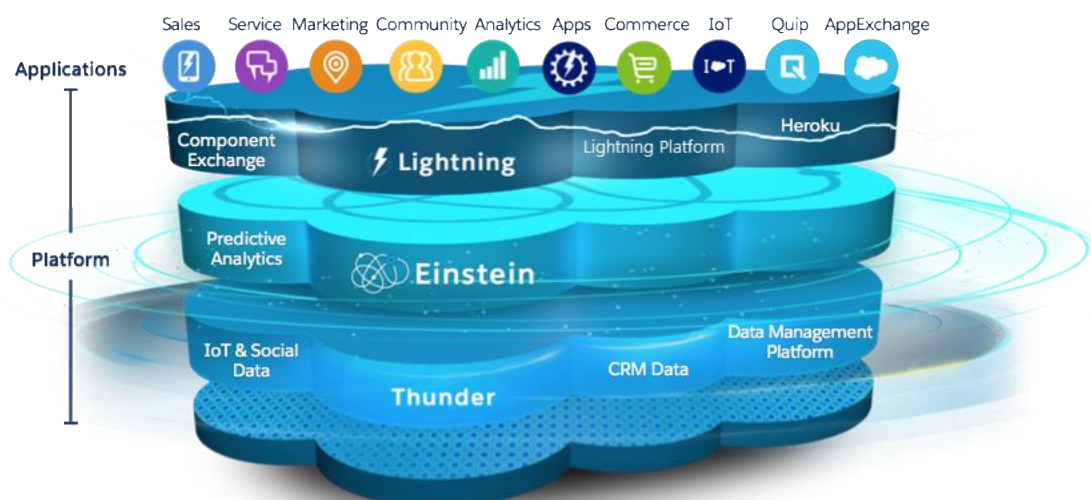 Sales
Service
Marketing
Community
Analytics
Apps
Commerce
IoT
Quip
AppExchange
Applications
I T
Component
Exchange
Lightning
Lightning Platform
Heroku
Platform
Predictive
Analytics
Einstein
IoT & Social
Data
Thunder
CRM Data
Data Management
Platform